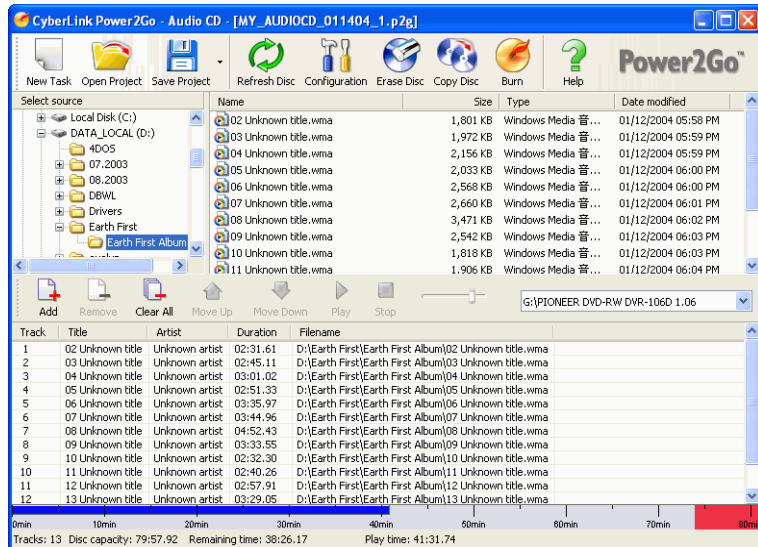 CyberLink Power2Go - Audio CD - [MY_AUDIOCD_011404_1.p2g]
New Task Open Project Save Project Refresh Disc Configuration Erase Disc Copy Disc Burn Help Power2Go™
Select source
Local Disk (C:)
DATA_LOCAL (D:)
4DOS
07.2003
08.2003
DBWL
Drivers
Earth First
Earth First Album
Name Size Type Date modified
02 Unknown title.wma 1,801 KB Windows Media 音... 01/12/2004 05:58 PM
03 Unknown title.wma 1,972 KB Windows Media 音... 01/12/2004 05:59 PM
04 Unknown title.wma 2,156 KB Windows Media 音... 01/12/2004 05:59 PM
05 Unknown title.wma 2,033 KB Windows Media 音... 01/12/2004 06:00 PM
06 Unknown title.wma 2,568 KB Windows Media 音... 01/12/2004 06:00 PM
07 Unknown title.wma 2,660 KB Windows Media 音... 01/12/2004 06:01 PM
08 Unknown title.wma 3,471 KB Windows Media 音... 01/12/2004 06:02 PM
09 Unknown title.wma 2,542 KB Windows Media 音... 01/12/2004 06:03 PM
10 Unknown title.wma 1,818 KB Windows Media 音... 01/12/2004 06:03 PM
11 Unknown title.wma 1,906 KB Windows Media 音... 01/12/2004 06:04 PM
Add Remove Clear All Move Up Move Down Play Stop
G:\PIONEER DVD-RW DVR-106D 1.06
Track Title Artist Duration Filename
1 02 Unknown title Unknown artist 02:31.61 D:\Earth First\Earth First Album\02 Unknown title.wma
2 03 Unknown title Unknown artist 02:45.11 D:\Earth First\Earth First Album\03 Unknown title.wma
3 04 Unknown title Unknown artist 03:01.02 D:\Earth First\Earth First Album\04 Unknown title.wma
4 05 Unknown title Unknown artist 02:51.33 D:\Earth First\Earth First Album\05 Unknown title.wma
5 06 Unknown title Unknown artist 03:35.97 D:\Earth First\Earth First Album\06 Unknown title.wma
6 07 Unknown title Unknown artist 03:44.96 D:\Earth First\Earth First Album\07 Unknown title.wma
7 08 Unknown title Unknown artist 04:52.43 D:\Earth First\Earth First Album\08 Unknown title.wma
8 09 Unknown title Unknown artist 03:33.55 D:\Earth First\Earth First Album\09 Unknown title.wma
9 10 Unknown title Unknown artist 02:32.30 D:\Earth First\Earth First Album\10 Unknown title.wma
10 11 Unknown title Unknown artist 02:40.26 D:\Earth First\Earth First Album\11 Unknown title.wma
11 12 Unknown title Unknown artist 02:57.91 D:\Earth First\Earth First Album\12 Unknown title.wma
12 13 Unknown title Unknown artist 03:29.05 D:\Earth First\Earth First Album\13 Unknown title.wma
0min 10min 20min 30min 40min 50min 60min 70min 80mi
Tracks: 13 Disc capacity: 79:57.92 Remaining time: 38:26.17 Play time: 41:31.74